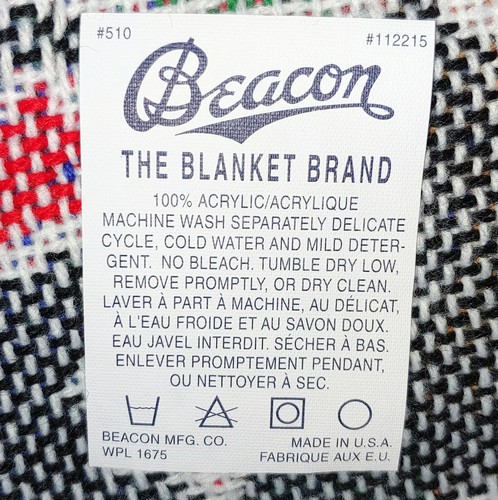 #510 #112215
Beacon
THE BLANKET BRAND
100% ACRYLIC/ACRYLIQUE
MACHINE WASH SEPARATELY DELICATE
CYCLE, COLD WATER AND MILD DETER-
GENT. NO BLEACH. TUMBLE DRY LOW,
REMOVE PROMPTLY, OR DRY CLEAN.
LAVER À PART À MACHINE, AU DÉLICAT,
À L'EAU FROIDE ET AU SAVON DOUX.
EAU JAVEL INTERDIT. SÉCHER À BAS.
ENLEVER PROMPTEMENT PENDANT,
OU NETTOYER À SEC.
BEACON MFG. CO. MADE IN U.S.A.
WPL 1675 FABRIQUE AUX E.U.